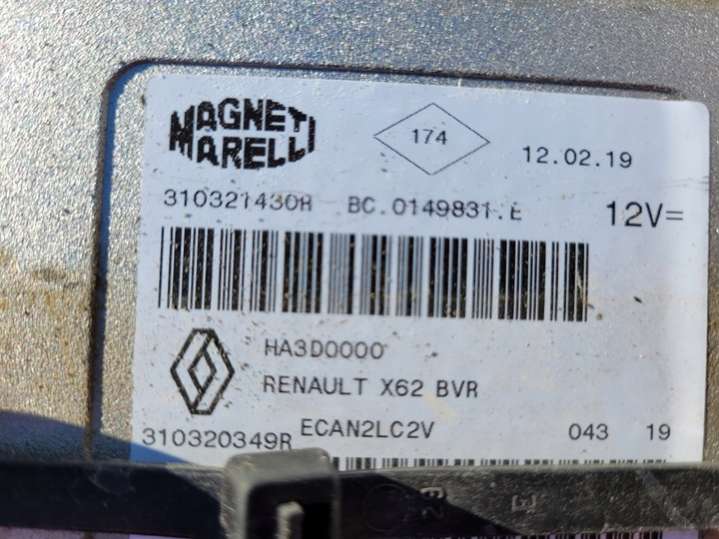 MAGNETI
MARELLI
174
12.02.19
310321430R BC.0149831.E
12V=
HA3D0000
RENAULT X62 BVR
310320349R ECAN2LC2V 043 19